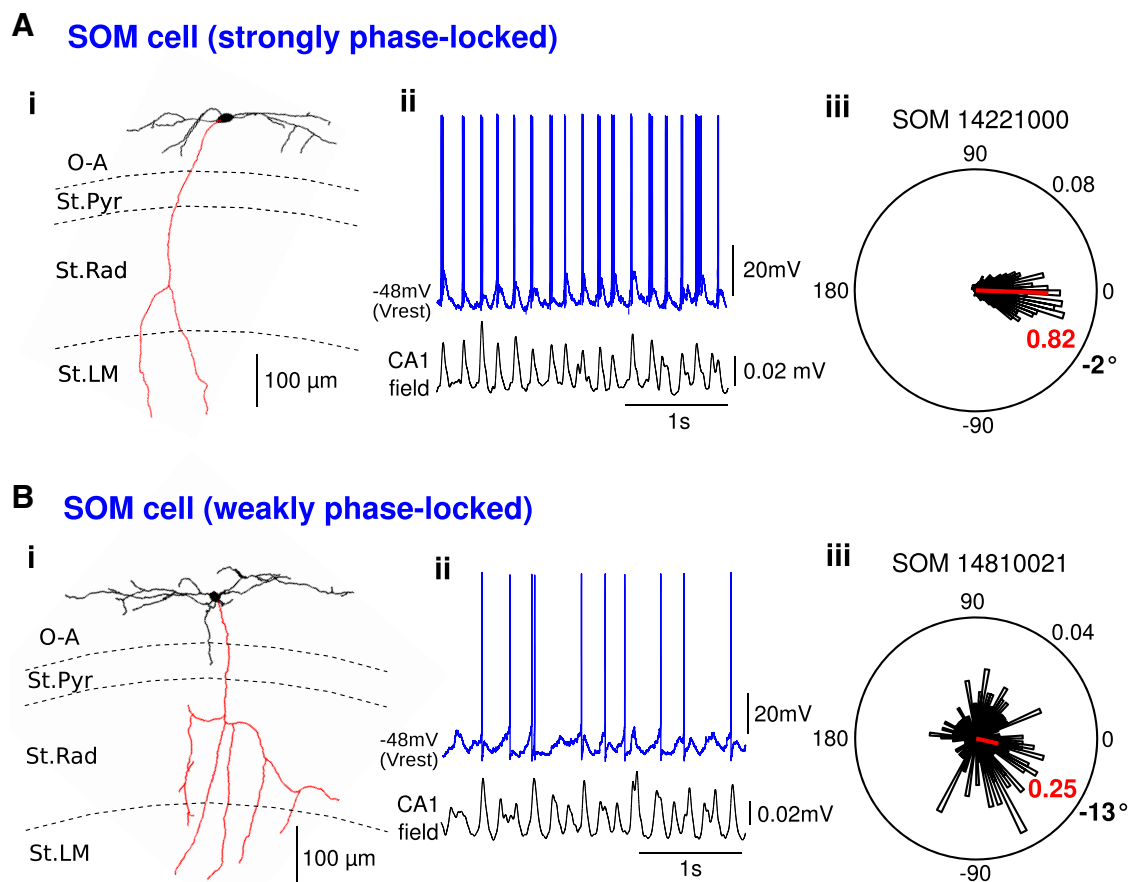 A
SOM cell (strongly phase-locked)
i
O-A
St.Pyr
St.Rad
St.LM
100 μm
ii
-48mV
(Vrest)
20mV
CA1
field
0.02 mV
1s
iii
SOM 14221000
90
0.08
180
0
0.82
-2°
-90
B
SOM cell (weakly phase-locked)
i
O-A
St.Pyr
St.Rad
St.LM
100 μm
ii
-48mV
(Vrest)
20mV
CA1
field
0.02mV
1s
iii
SOM 14810021
90
0.04
180
0
0.25
-13°
-90